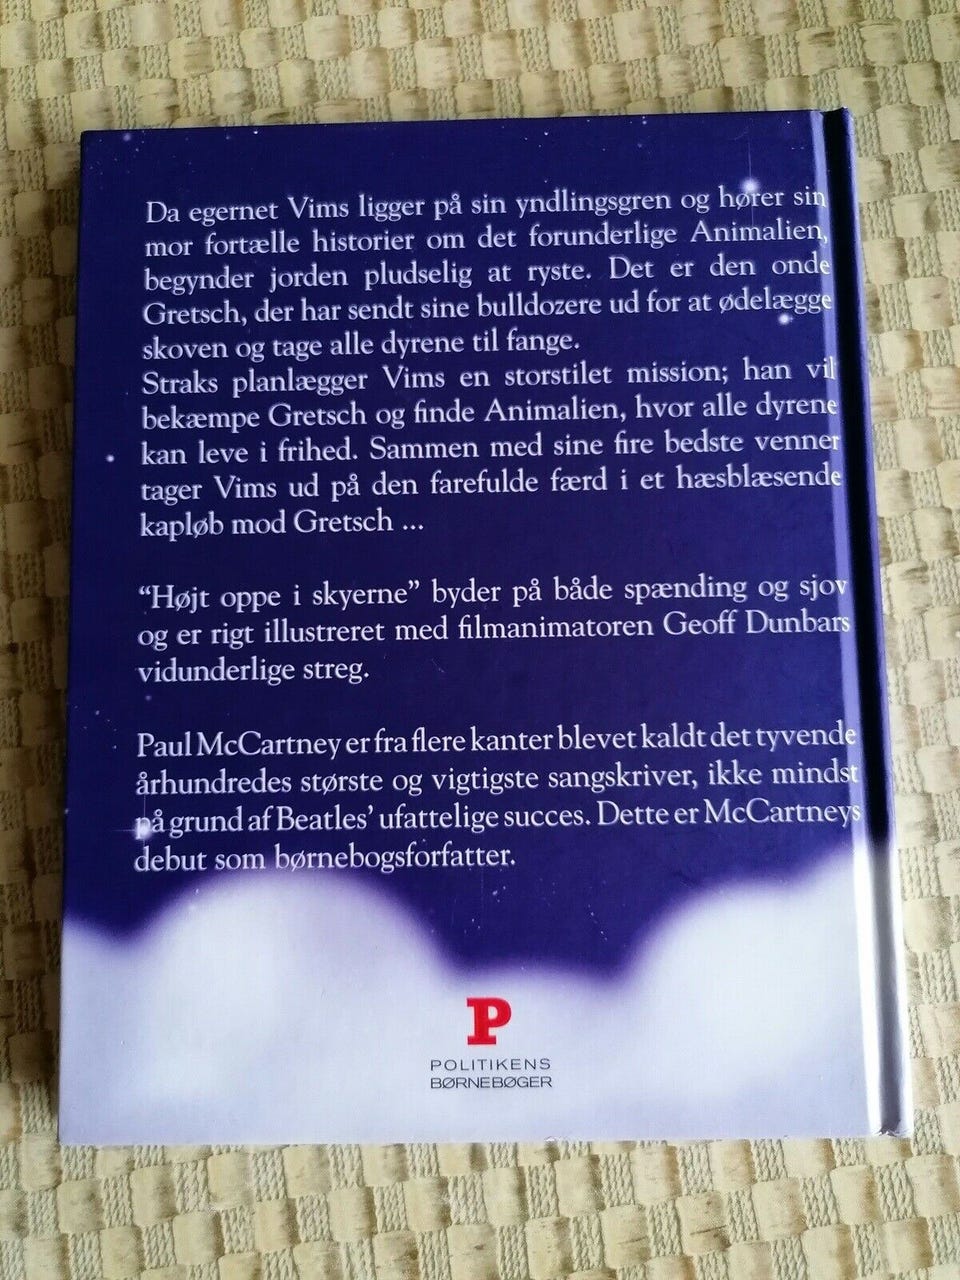 Da egernet Vims ligger på sin yndlingsgren og hører sin
mor fortælle historier om det forunderlige Animalien,
begynder jorden pludselig at ryste. Det er den onde
Gretsch, der har sendt sine bulldozere ud for at ødelægge
skoven og tage alle dyrene til fange.
Straks planlægger Vims en storstilet mission; han vil
bekæmpe Gretsch og finde Animalien, hvor alle dyrene
kan leve i frihed. Sammen med sine fire bedste venner
tager Vims ud på den farefulde færd i et hæsblæsende
kapløb mod Gretsch ...
“Højt oppe i skyerne” byder på både spænding og sjov
og er rigt illustreret med filmanimatoren Geoff Dunbars
vidunderlige streg.
Paul McCartney er fra flere kanter blevet kaldt det tyvende
århundredes største og vigtigste sangskriver, ikke mindst
på grund af Beatles’ ufattelige succes. Dette er McCartneys
debut som børnebogsforfatter.
P
POLITIKENS
BØRNEBØGER